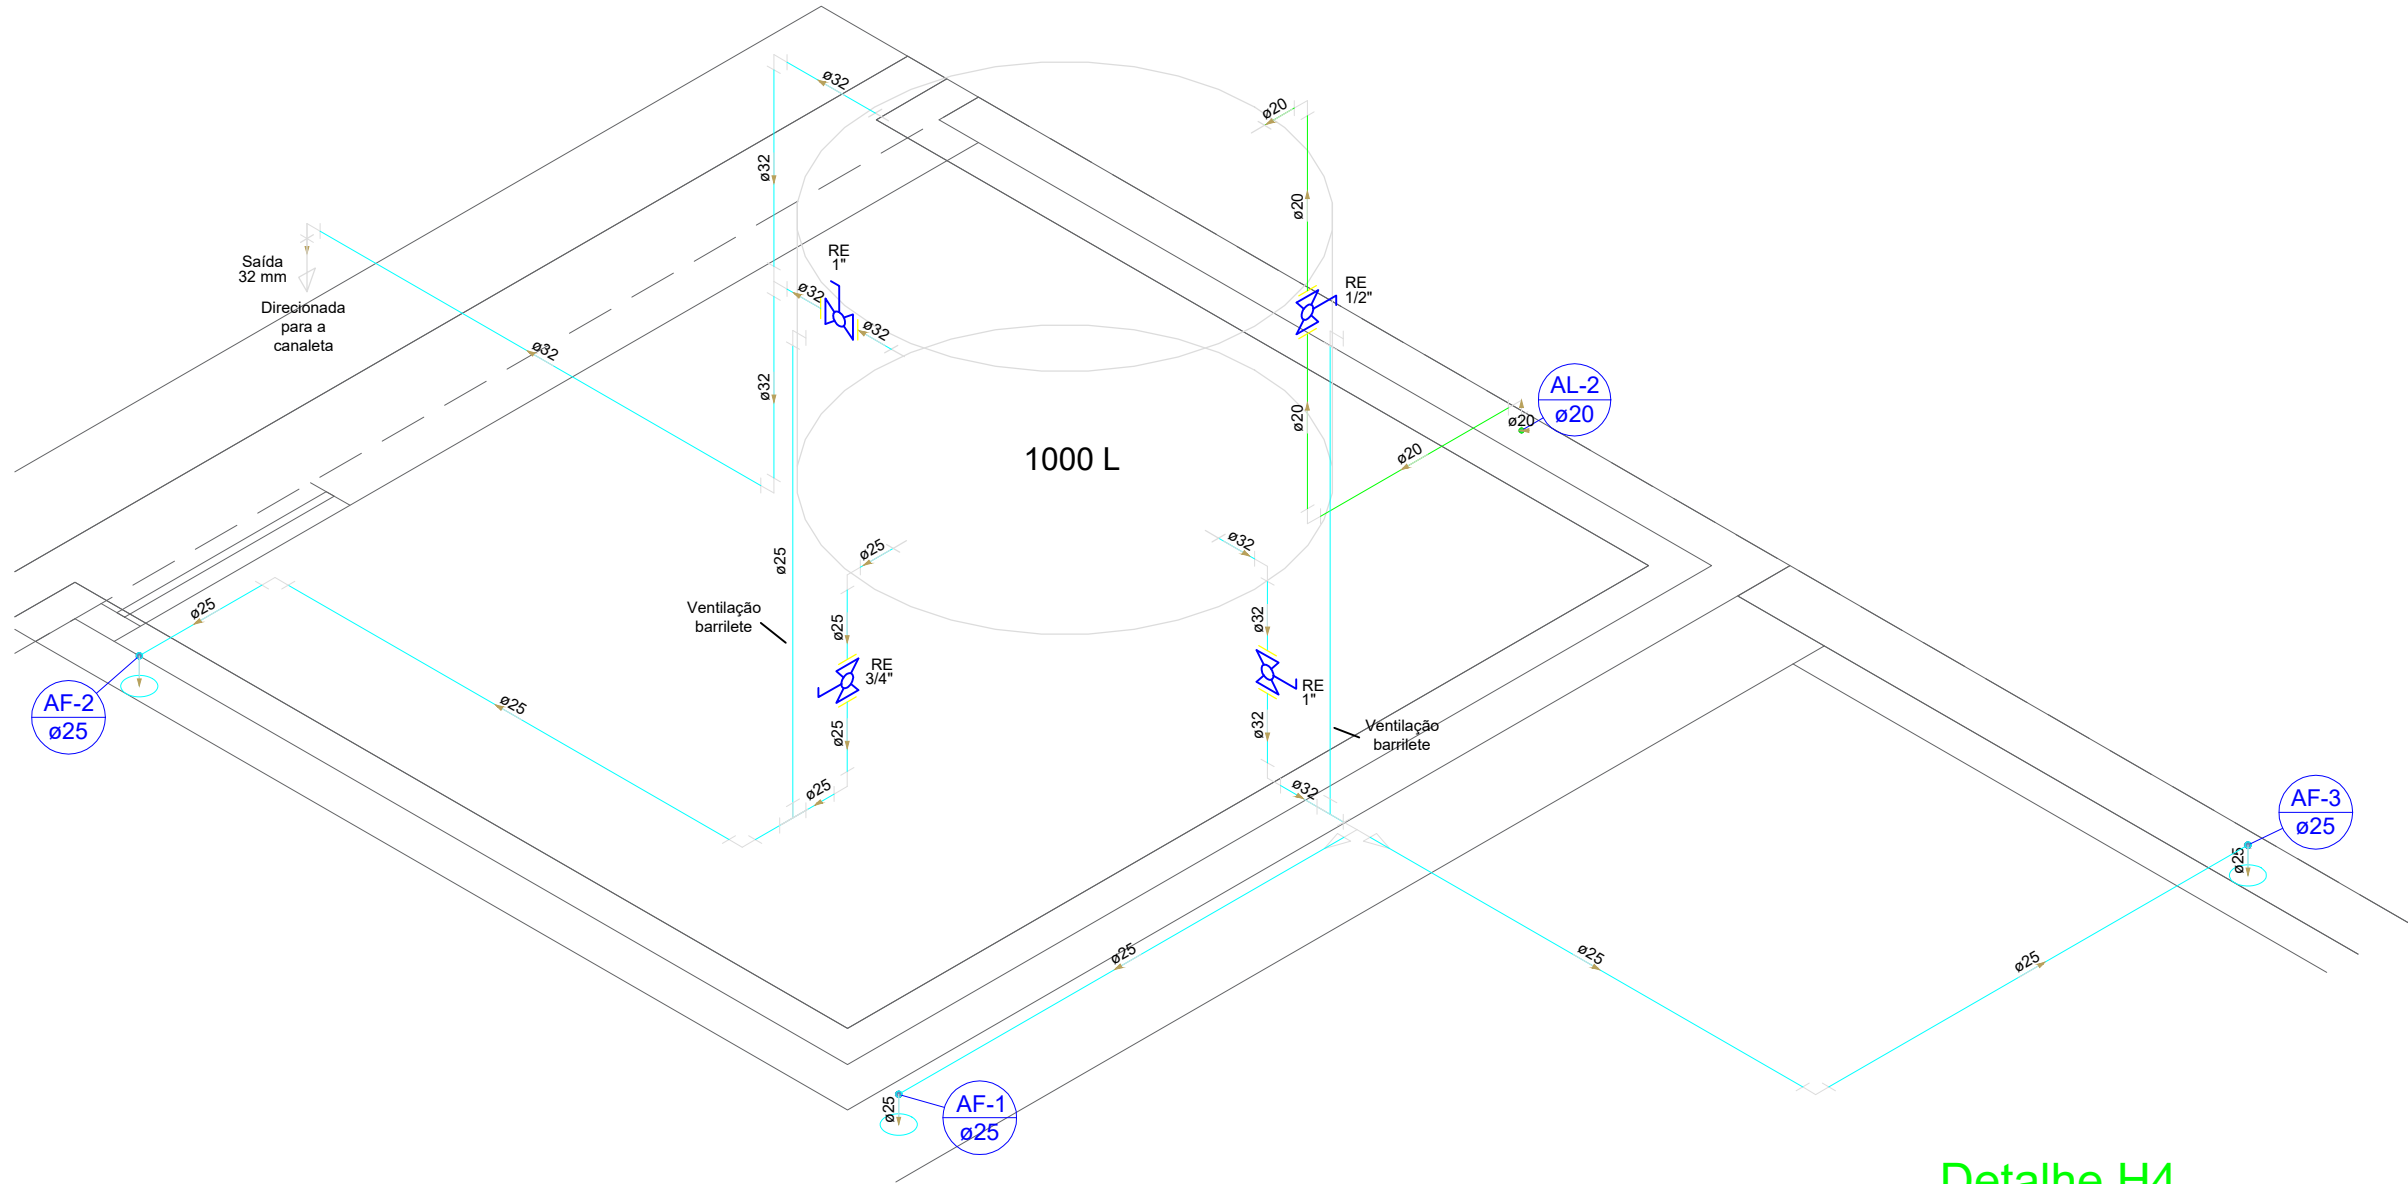 ø32
ø20
ø32
ø20
RE
1"
Saída
32 mm
RE
1/2"
ø32
Direcionada
para a
canaleta
ø32
ø32
ø32
AL-2
ø20
ø20
ø20
ø20
1000 L
ø25
ø25
ø32
ø25
Ventilação
barrilete
ø25
ø32
RE
3/4"
RE
1"
AF-2
ø25
ø25
ø25
ø32
Ventilação
barrilete
ø25
ø32
AF-3
ø25
ø25
ø25
ø25
ø25
ø25
AF-1
ø25
Detalhe H4